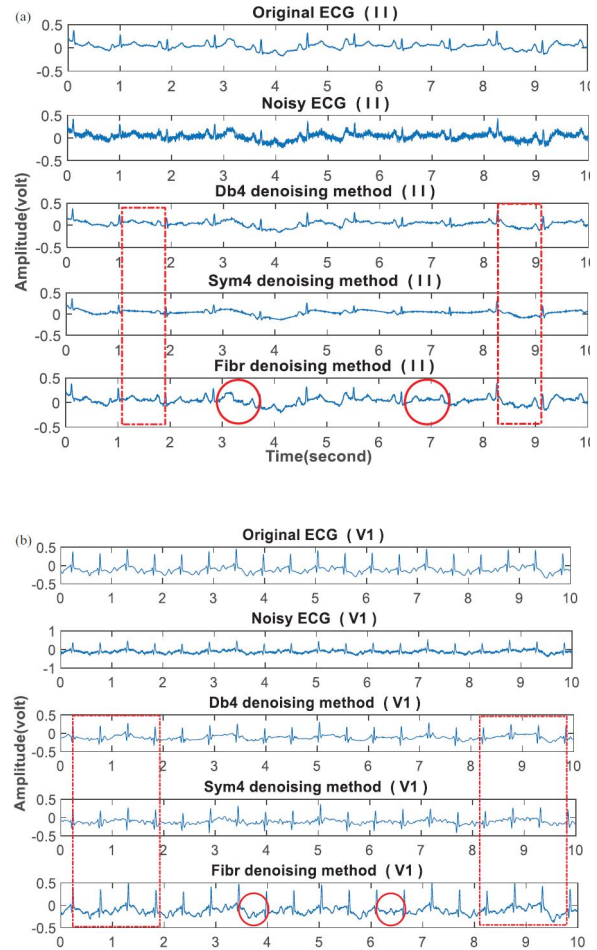 (a)
Original ECG ( I I )
0.5
0
-0.5
0 1 2 3 4 5 6 7 8 9 10
Noisy ECG ( I I )
0.5
0
-0.5
0 1 2 3 4 5 6 7 8 9 10
Db4 denoising method ( I I )
0.5
0
-0.5
0 1 2 3 4 5 6 7 8 9 10
Sym4 denoising method ( I I )
0.5
0
-0.5
0 1 2 3 4 5 6 7 8 9 10
Fibr denoising method ( I I )
0.5
0
-0.5
0 1 2 3 4 5 6 7 8 9 10
Time(second)
Amplitude(volt)
(b)
Original ECG ( V1 )
0.5
0
-0.5
0 1 2 3 4 5 6 7 8 9 10
Noisy ECG ( V1 )
1
0
-1
0 1 2 3 4 5 6 7 8 9 10
Db4 denoising method ( V1 )
0.5
0
-0.5
0 1 2 3 4 5 6 7 8 9 10
Sym4 denoising method ( V1 )
0.5
0
-0.5
0 1 2 3 4 5 6 7 8 9 10
Fibr denoising method ( V1 )
0.5
0
-0.5
0 1 2 3 4 5 6 7 8 9 10
Amplitude(volt)